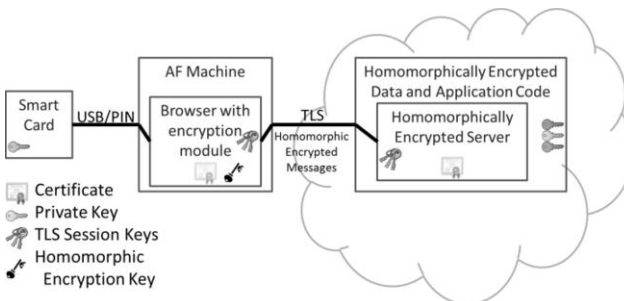 AF Machine
Homomorphically Encrypted
Data and Application Code
Smart
Card
USB/PIN
Browser with
encryption
module
TLS
Homomorphic
Encrypted
Messages
Homomorphically
Encrypted Server
Certificate
Private Key
TLS Session Keys
Homomorphic
Encryption Key